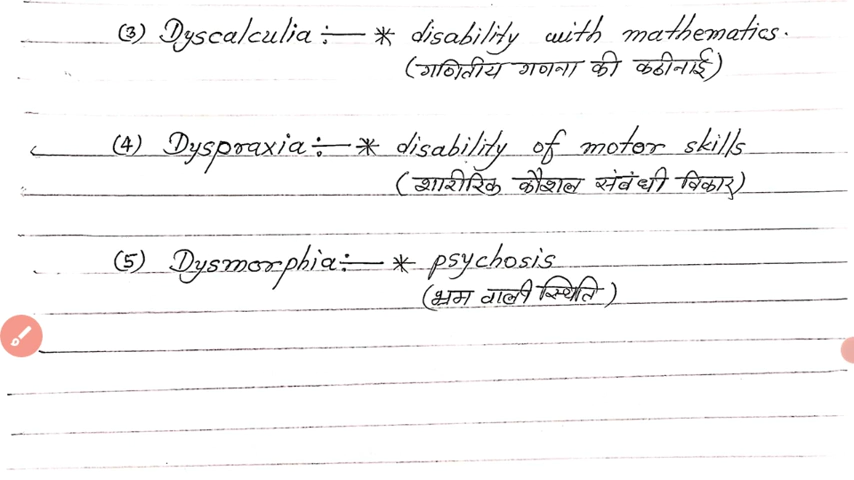 (3) Dyscalculia ÷— * disability with mathematics.
(गणितीय गणना की कठीनाई)
(4) Dyspraxia ÷— * disability of motor skills
(शारीरिक कौशल संबंधी विकार)
(5) Dysmorphia ÷— * psychosis
(भ्रम वाली स्थिति)